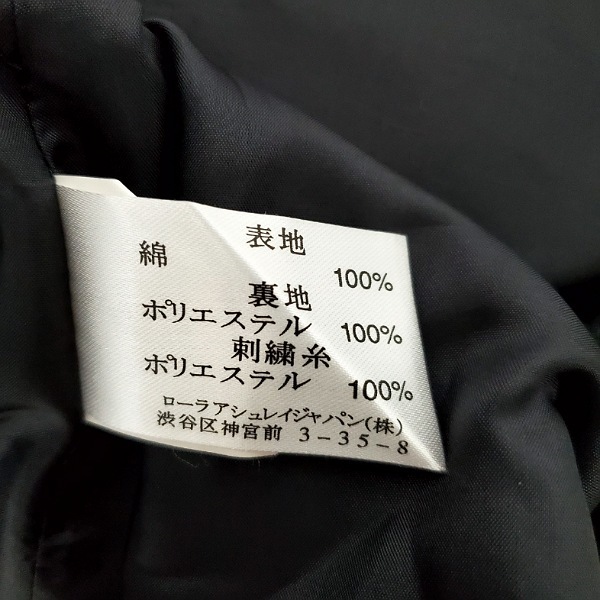 表地
綿 100%
裏地
ポリエステル 100%
刺繍糸
ポリエステル 100%
ローラアシュレイジャパン(株)
渋谷区神宮前 3-35-8